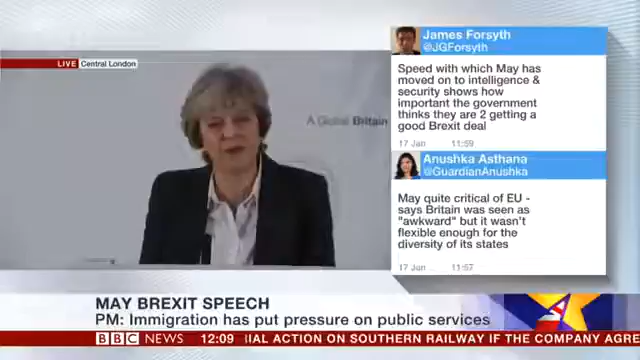 LIVE Central London
A Global Britain
James Forsyth
@JGForsyth
Speed with which May has
moved on to intelligence &
security shows how
important the government
thinks they are 2 getting a
good Brexit deal
17 Jan 11:59
Anushka Asthana
@GuardianAnushka
May quite critical of EU -
says Britain was seen as
"awkward" but it wasn't
flexible enough for the
diversity of its states
17 Jan 11:57
MAY BREXIT SPEECH
PM: Immigration has put pressure on public services
BBC NEWS 12:09 IAL ACTION ON SOUTHERN RAILWAY IF THE COMPANY AGRE